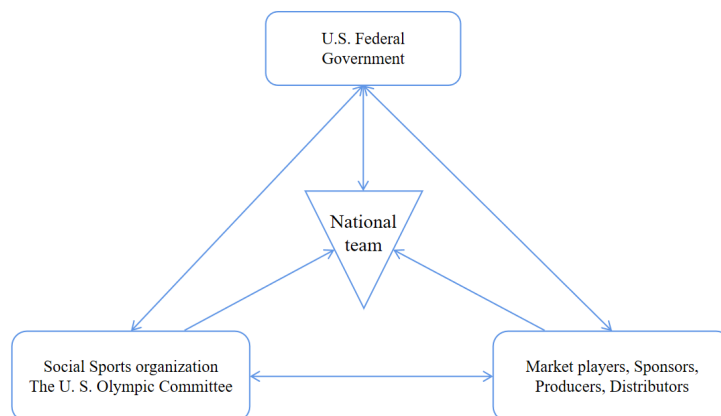 U.S. Federal
Government
National
team
Social Sports organization
The U. S. Olympic Committee
Market players, Sponsors,
Producers, Distributors